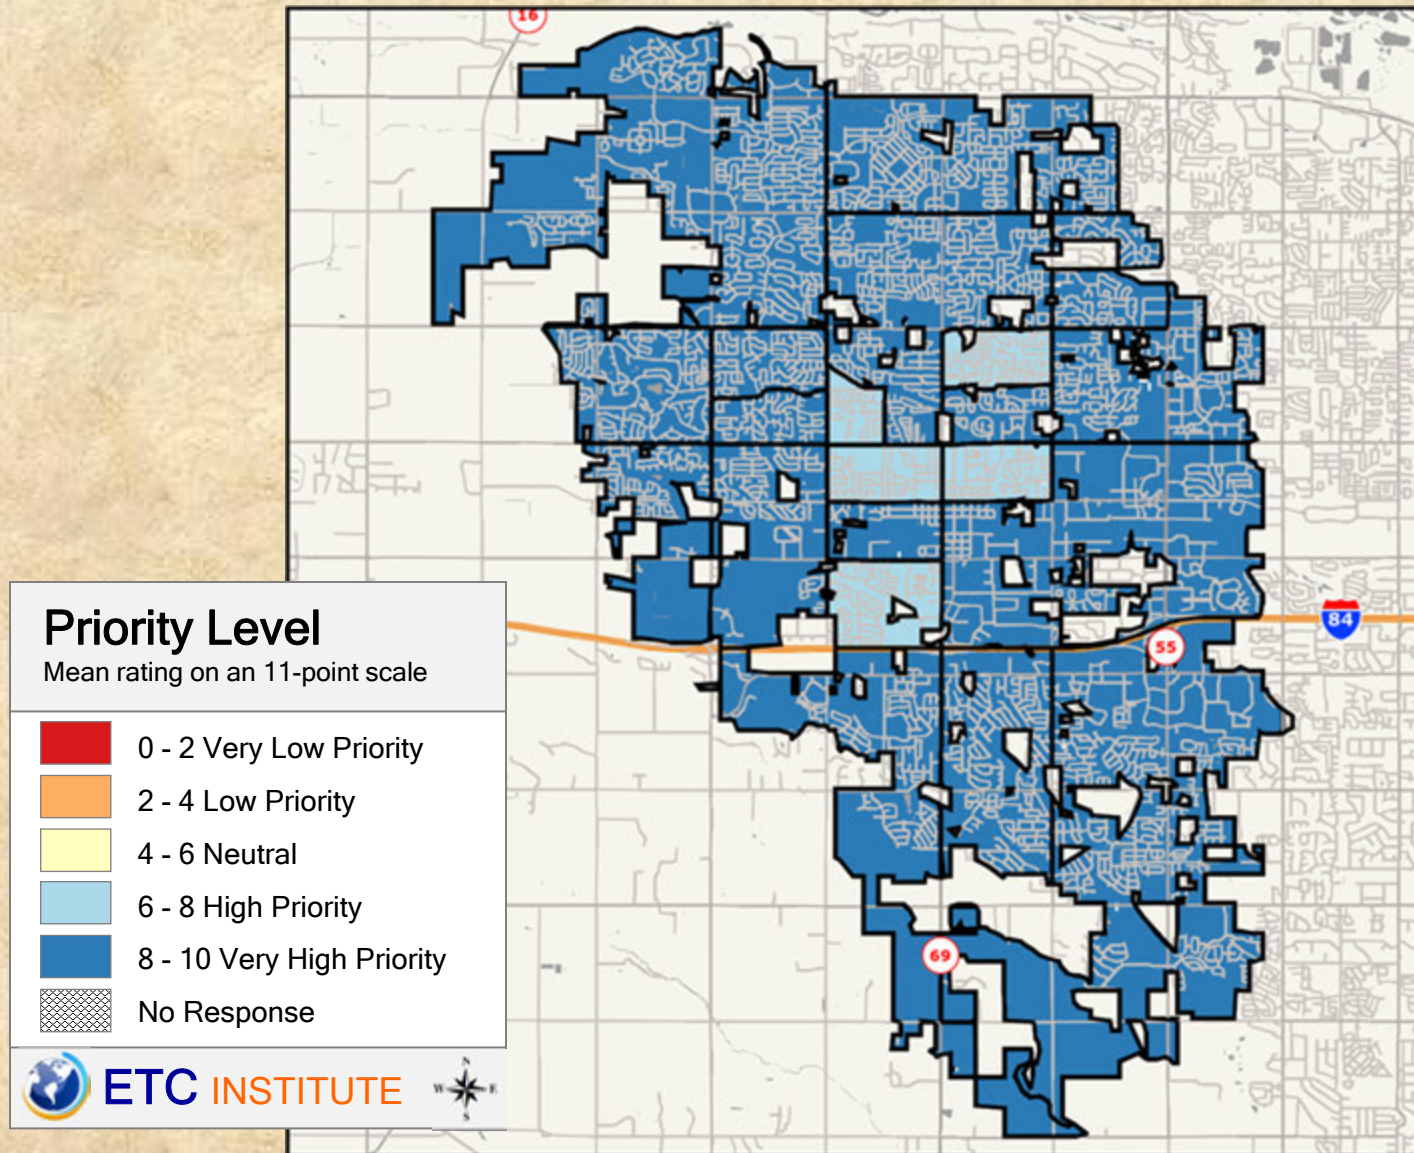 16
84
55
69
Priority Level
Mean rating on an 11-point scale
0 - 2 Very Low Priority
2 - 4 Low Priority
4 - 6 Neutral
6 - 8 High Priority
8 - 10 Very High Priority
No Response
ETC INSTITUTE
N
W E
S